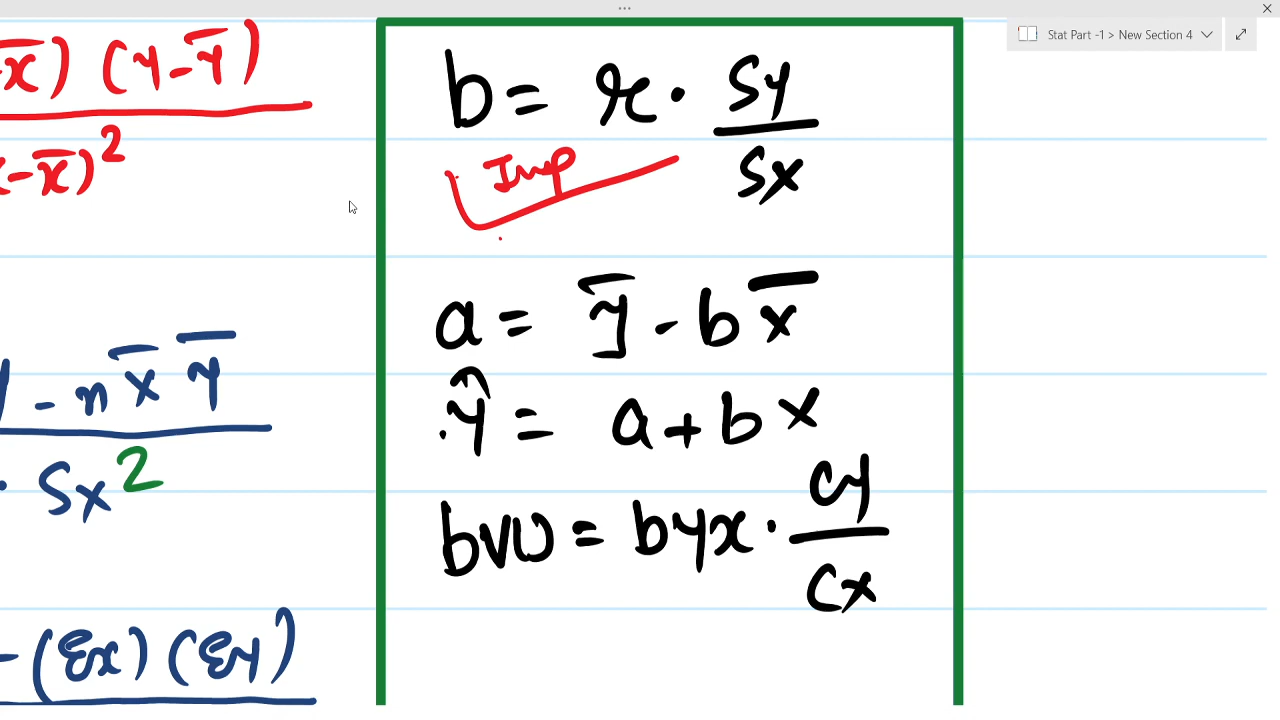 Stat Part -1 > New Section 4
x̄) (y-ȳ)
x-x̄)²
b = r · Sy/Sx
Imp
a = ȳ - b x̄
ŷ = a + b x
bvu = byx · cy/cx
- n x̄ ȳ
· Sx²
- (Σx) (Σy)